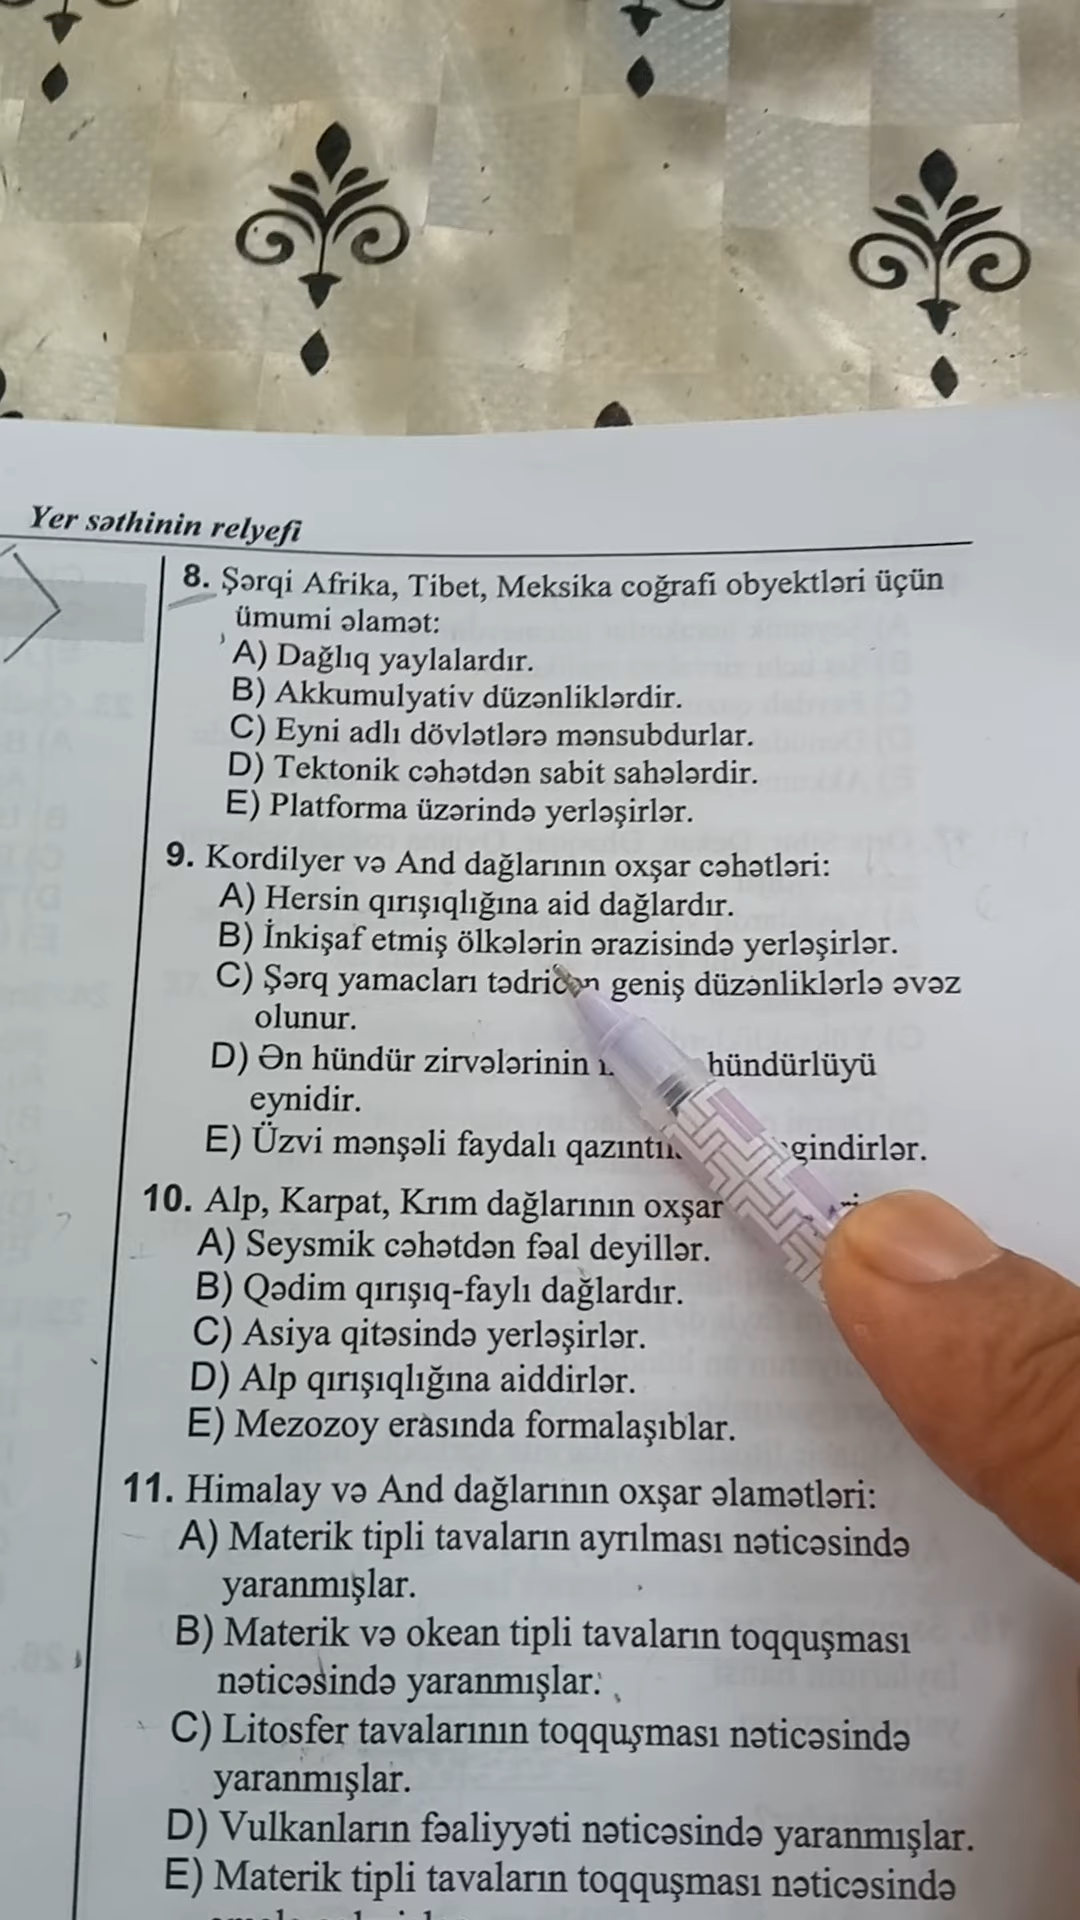 Yer səthinin relyefi
8. Şərqi Afrika, Tibet, Meksika coğrafi obyektləri üçün
ümumi əlamət:
A) Dağlıq yaylalardır.
B) Akkumulyativ düzənliklərdir.
C) Eyni adlı dövlətlərə mənsubdurlar.
D) Tektonik cəhətdən sabit sahələrdir.
E) Platforma üzərində yerləşirlər.
9. Kordilyer və And dağlarının oxşar cəhətləri:
A) Hersin qırışıqlığına aid dağlardır.
B) İnkişaf etmiş ölkələrin ərazisində yerləşirlər.
C) Şərq yamacları tədricən geniş düzənliklərlə əvəz
olunur.
D) Ən hündür zirvələrinin hündürlüyü
eynidir.
E) Üzvi mənşəli faydalı
10. Alp, Karpat, Krım dağlarının oxşar
A) Seysmik cəhətdən fəal deyillər.
B) Qədim qırışıq-faylı dağlardır.
C) Asiya qitəsində yerləşirlər.
D) Alp qırışıqlığına aiddirlər.
E) Mezozoy erasında formalaşıblar.
11. Himalay və And dağlarının oxşar əlamətləri:
A) Materik tipli tavaların ayrılması nəticəsində
yaranmışlar.
B) Materik və okean tipli tavaların toqquşması
nəticəsində yaranmışlar.
C) Litosfer tavalarının toqquşması nəticəsində
yaranmışlar.
D) Vulkanların fəaliyyəti nəticəsində yaranmışlar.
E) Materik tipli tavaların toqquşması nəticəsində